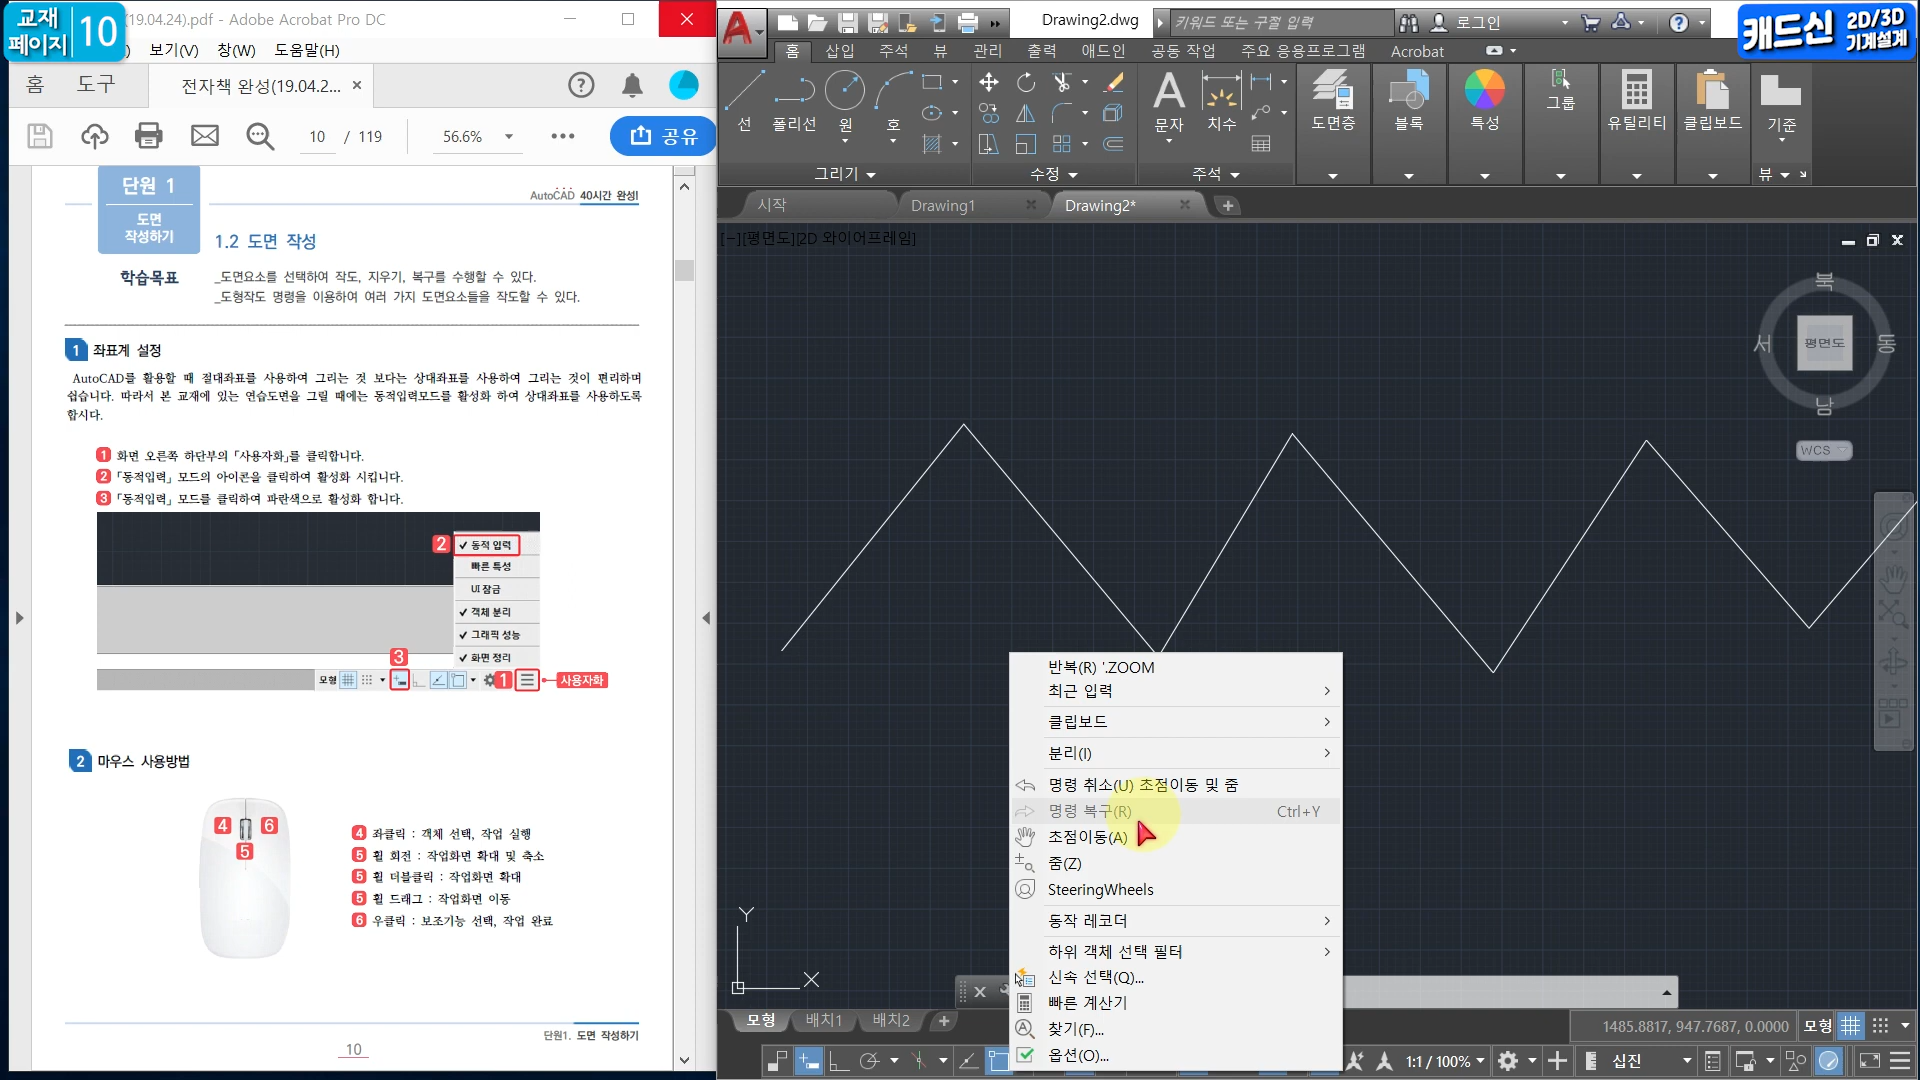 교재
페이지 10
19.04.24).pdf - Adobe Acrobat Pro DC
보기(V) 창(W) 도움말(H)
홈 도구 전자책 완성(19.04.2... ×
10 / 119 56.6% 공유
단원 1
도면
작성하기
AutoCAD 40시간 완성!
1.2 도면 작성
학습목표
_도면요소를 선택하여 작도, 지우기, 복구를 수행할 수 있다.
_도형작도 명령을 이용하여 여러 가지 도면요소들을 작도할 수 있다.
1 좌표계 설정
AutoCAD를 활용할 때 절대좌표를 사용하여 그리는 것 보다는 상대좌표를 사용하여 그리는 것이 편리하며
쉽습니다. 따라서 본 교재에 있는 연습도면을 그릴 때에는 동적입력모드를 활성화 하여 상대좌표를 사용하도록
합시다.
1 화면 오른쪽 하단부의 「사용자화」를 클릭합니다.
2 「동적입력」 모드의 아이콘을 클릭하여 활성화 시킵니다.
3 「동적입력」 모드를 클릭하여 파란색으로 활성화 합니다.
2 ✓ 동적 입력
빠른 특성
UI 잠금
✓ 객체 분리
✓ 그래픽 성능
✓ 화면 정리
3
모형 1 사용자화
2 마우스 사용방법
4 6
5
4 좌클릭 : 객체 선택, 작업 실행
5 휠 회전 : 작업화면 확대 및 축소
5 휠 더블클릭 : 작업화면 확대
5 휠 드래그 : 작업화면 이동
6 우클릭 : 보조기능 선택, 작업 완료
단원1. 도면 작성하기
10
Drawing2.dwg 키워드 또는 구절 입력 로그인
캐드신 2D/3D
기계설계
홈 삽입 주석 뷰 관리 출력 애드인 공동 작업 주요 응용프로그램 Acrobat
선 폴리선 원 호 문자 치수 도면층 블록 특성 그룹 유틸리티 클립보드 기준
그리기 수정 주석 뷰
시작 Drawing1 Drawing2*
[-][평면도][2D 와이어프레임]
북
서 평면도 동
남
WCS
반복(R) '.ZOOM
최근 입력
클립보드
분리(I)
명령 취소(U) 초점이동 및 줌
명령 복구(R) Ctrl+Y
초점이동(A)
줌(Z)
SteeringWheels
동작 레코더
하위 객체 선택 필터
신속 선택(Q)...
빠른 계산기
찾기(F)...
옵션(O)...
Y
X
모형 배치1 배치2
1485.8817, 947.7687, 0.0000 모형
1:1 / 100% 십진